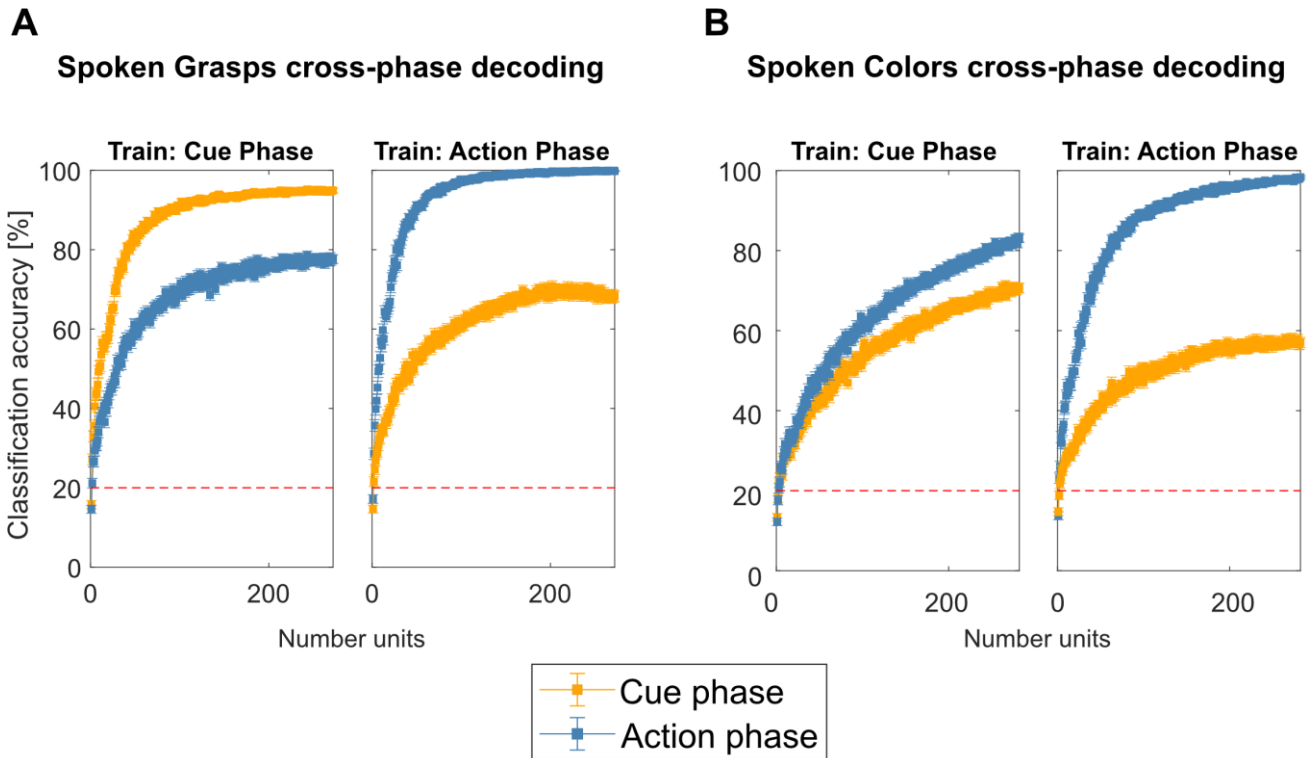 A
B
Spoken Grasps cross-phase decoding
Spoken Colors cross-phase decoding
Train: Cue Phase
Train: Action Phase
Train: Cue Phase
Train: Action Phase
Classification accuracy [%]
100
80
60
40
20
0
100
80
60
40
20
0
0
200
0
200
0
200
0
200
Number units
Number units
Cue phase
Action phase